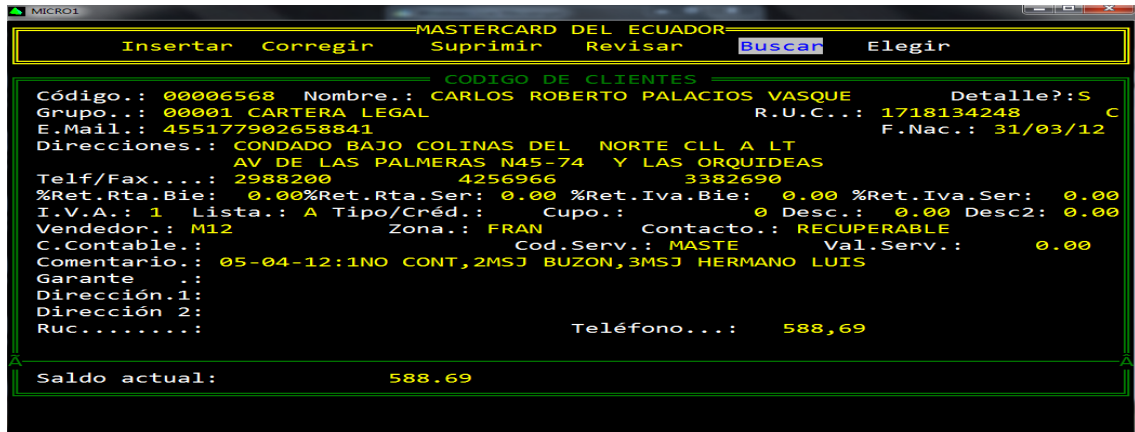 MICRO1
MASTERCARD DEL ECUADOR
Insertar Corregir Suprimir Revisar Buscar Elegir
CODIGO DE CLIENTES
Código.: 00006568 Nombre.: CARLOS ROBERTO PALACIOS VASQUE Detalle?:S
Grupo..: 00001 CARTERA LEGAL R.U.C..: 1718134248 C
E.Mail.: 455177902658841 F.Nac.: 31/03/12
Direcciones.: CONDADO BAJO COLINAS DEL NORTE CLL A LT
AV DE LAS PALMERAS N45-74 Y LAS ORQUIDEAS
Telf/Fax....: 2988200 4256966 3382690
%Ret.Rta.Bie: 0.00%Ret.Rta.Ser: 0.00 %Ret.Iva.Bie: 0.00 %Ret.Iva.Ser: 0.00
I.V.A.: 1 Lista.: A Tipo/Créd.: Cupo.: 0 Desc.: 0.00 Desc2: 0.00
Vendedor.: M12 Zona.: FRAN Contacto.: RECUPERABLE
C.Contable.: Cod.Serv.: MASTE Val.Serv.: 0.00
Comentario.: 05-04-12:1NO CONT,2MSJ BUZON,3MSJ HERMANO LUIS
Garante .:
Dirección.1:
Dirección 2:
Ruc........: Teléfono...: 588,69
Ã Â
Saldo actual: 588.69